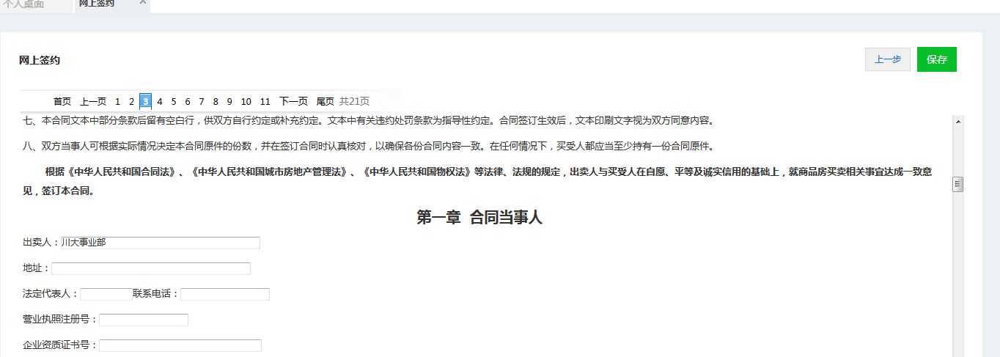 个人桌面 网上签约 ×
网上签约 上一步 保存
首页 上一页 1 2 3 4 5 6 7 8 9 10 11 下一页 尾页 共21页
七、本合同文本中部分条款后留有空白行，供双方自行约定或补充约定。文本中有关违约处罚条款为指导性约定。合同签订生效后，文本印刷文字视为双方同意内容。
八、双方当事人可根据实际情况决定本合同原件的份数，并在签订合同时认真核对，以确保各份合同内容一致。在任何情况下，买受人都应当至少持有一份合同原件。
根据《中华人民共和国合同法》、《中华人民共和国城市房地产管理法》、《中华人民共和国物权法》等法律、法规的规定，出卖人与买受人在自愿、平等及诚实信用的基础上，就商品房买卖相关事宜达成一致意
见，签订本合同。
第一章 合同当事人
出卖人：川大事业部
地址：
法定代表人： 联系电话：
营业执照注册号：
企业资质证书号：